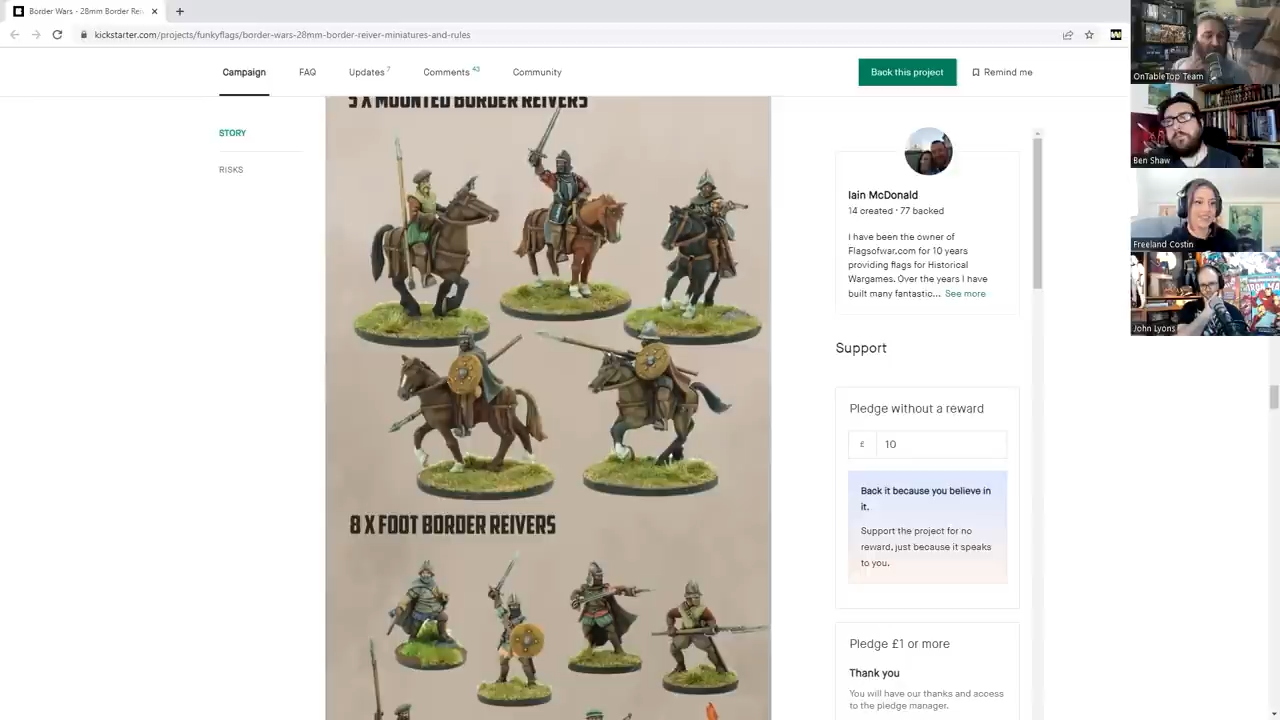 Border Wars - 28mm Border Rei
kickstarter.com/projects/funkyflags/border-wars-28mm-border-reiver-miniatures-and-rules
Campaign
FAQ
Updates 7
Comments 43
Community
Back this project
Remind me
STORY
RISKS
5 X MOUNTED BORDER REIVERS
8 X FOOT BORDER REIVERS
Iain McDonald
14 created · 77 backed
I have been the owner of
Flagsofwar.com for 10 years
providing flags for Historical
Wargames. Over the years I have
built many fantastic... See more
Support
Pledge without a reward
£ 10
Back it because you believe in
it.
Support the project for no
reward, just because it speaks
to you.
Pledge £1 or more
Thank you
You will have our thanks and access
to the pledge manager.
OnTableTop Team
Ben Shaw
Freeland Costin
John Lyons
IRON MAN